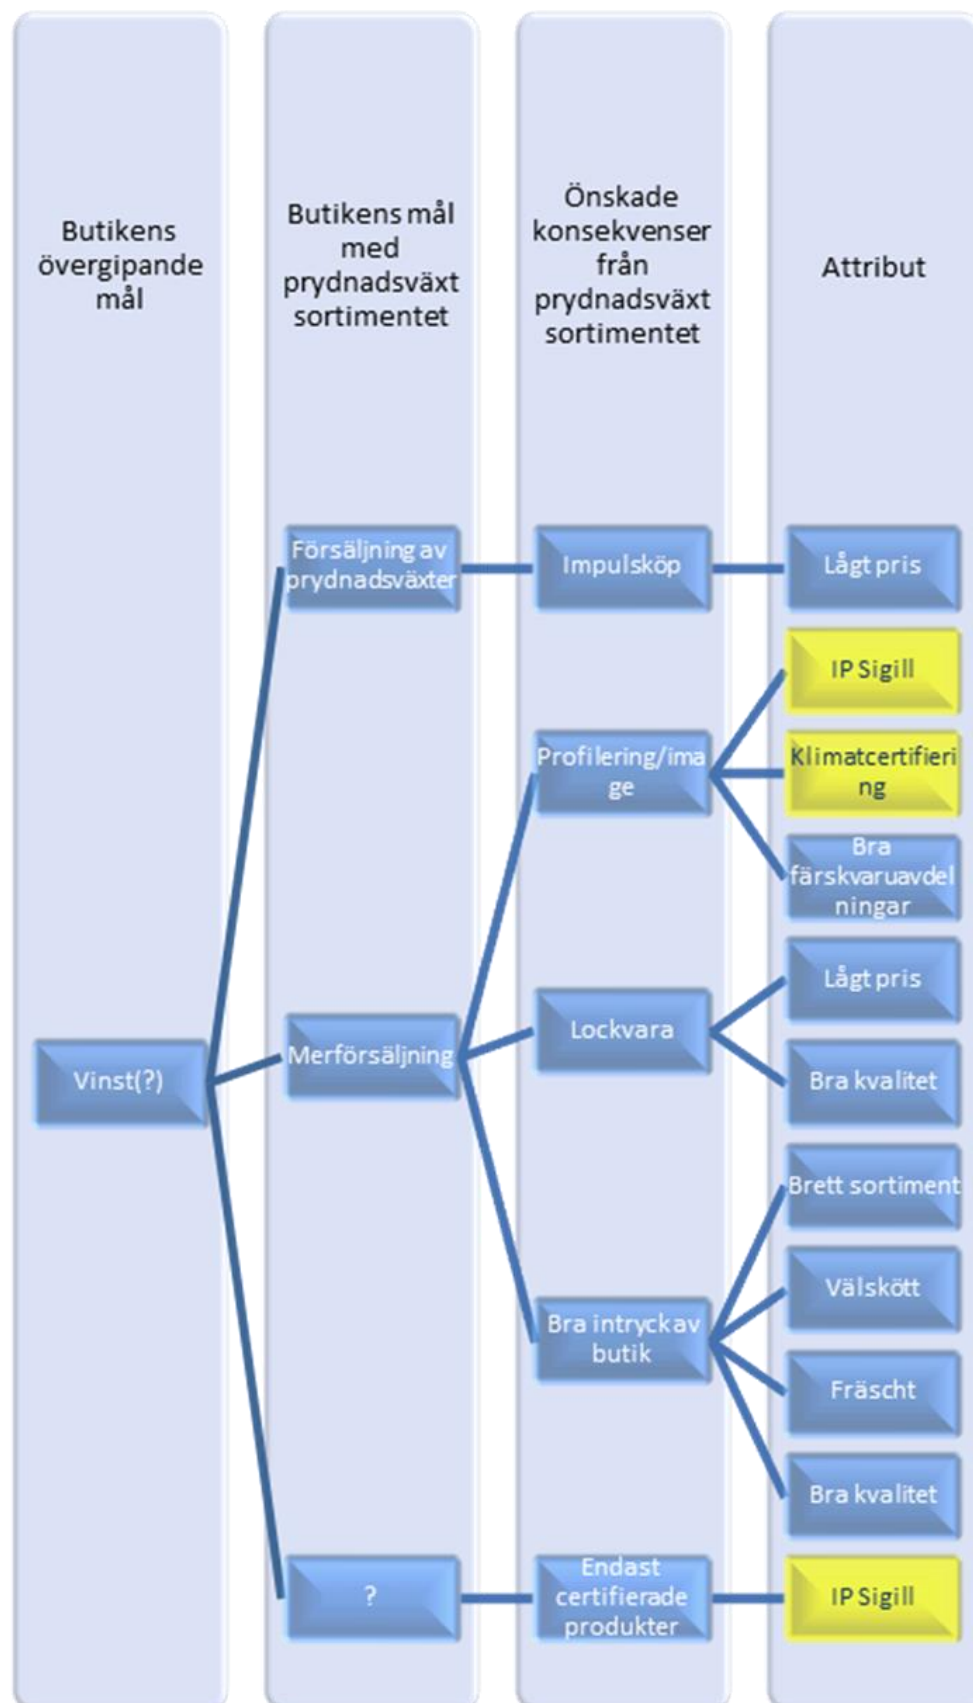 Butikens
övergipande
mål
Butikens mål
med
prydnadsväxt
sortimentet
Önskade
konsekvenser
från
prydnadsväxt
sortimentet
Attribut
Försäljning av
prydnadsväxter
Impulsköp
Lågt pris
IP Sigill
Profilering/ima
ge
Klimatcertifieri
ng
Bra
färskvaruavdel
ningar
Lågt pris
Merförsäljning
Lockvara
Vinst(?)
Bra kvalitet
Brett sortiment
Välskött
Bra intryck av
butik
Fräscht
Bra kvalitet
?
Endast
certifierade
produkter
IP Sigill